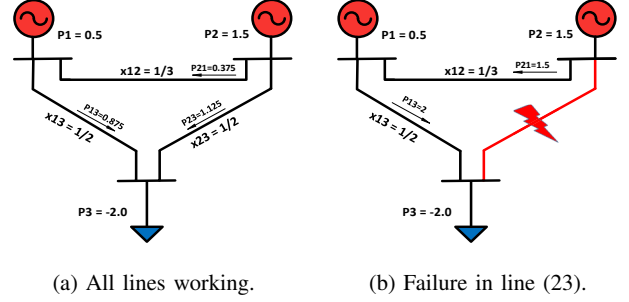 P1 = 0.5
P2 = 1.5
P21=0.375
x12 = 1/3
P13=0.875
x13 = 1/2
P23=1.125
x23 = 1/2
P3 = -2.0
(a) All lines working.
P1 = 0.5
P2 = 1.5
P21=1.5
x12 = 1/3
P13=2
x13 = 1/2
P3 = -2.0
(b) Failure in line (23).